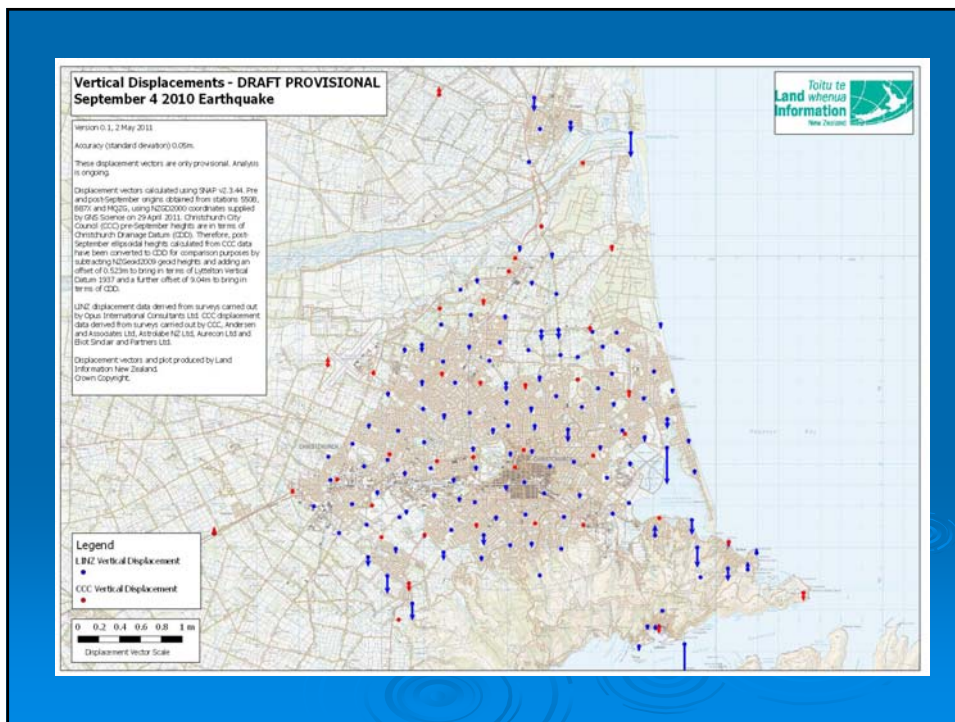 Vertical Displacements - DRAFT PROVISIONAL
September 4 2010 Earthquake
Toitu te
Land whenua
Information
New Zealand
Version 0.1, 2 May 2011
Accuracy (standard deviation) 0.05m.
These displacement vectors are only provisional. Analysis
is ongoing.
Displacement vectors calculated using SNAP v2.3.44. Pre
and post-September origins obtained from stations 5508,
B87X and MQZG, using NZGD2000 coordinates supplied
by GNS Science on 29 April 2011. Christchurch City
Council (CCC) pre-September heights are in terms of
Christchurch Drainage Datum (CDD). Therefore, post-
September ellipsoidal heights calculated from CCC data
have been converted to CDD for comparison purposes by
subtracting NZGeoid2009 geoid heights and adding an
offset of 0.523m to bring in terms of Lyttelton Vertical
Datum 1937 and a further offset of 9.04m to bring in
terms of CDD.
LINZ displacement data derived from surveys carried out
by Opus International Consultants Ltd. CCC displacement
data derived from surveys carried out by CCC, Andersen
and Associates Ltd, Astrolabe NZ Ltd, Aurecon Ltd and
Eliot Sinclair and Partners Ltd.
Displacement vectors and plot produced by Land
Information New Zealand.
Crown Copyright.
CHRISTCHURCH
Legend
LINZ Vertical Displacement
CCC Vertical Displacement
0 0.2 0.4 0.6 0.8 1 m
Displacement Vector Scale